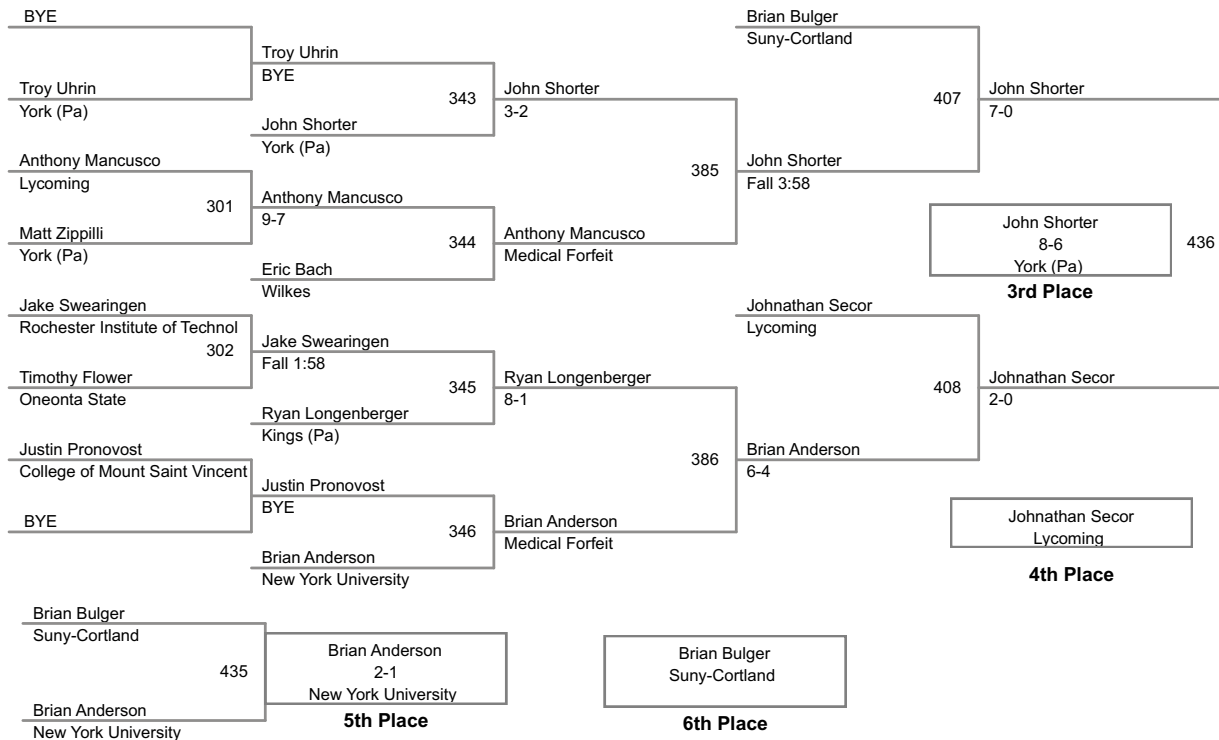 BYE
Troy Uhrin
York (Pa)
Anthony Mancusco
Lycoming
301
Matt Zippilli
York (Pa)
Jake Swearingen
Rochester Institute of Technol
302
Timothy Flower
Oneonta State
Justin Pronovost
College of Mount Saint Vincent
BYE
Troy Uhrin
BYE
343
John Shorter
York (Pa)
Anthony Mancusco
9-7
344
Eric Bach
Wilkes
Jake Swearingen
Fall 1:58
345
Ryan Longenberger
Kings (Pa)
Justin Pronovost
BYE
346
Brian Anderson
New York University
John Shorter
3-2
385
Anthony Mancusco
Medical Forfeit
Ryan Longenberger
8-1
386
Brian Anderson
Medical Forfeit
Brian Bulger
Suny-Cortland
407
John Shorter
Fall 3:58
Johnathan Secor
Lycoming
408
Brian Anderson
6-4
John Shorter
7-0
John Shorter
8-6
York (Pa)
436
3rd Place
Johnathan Secor
2-0
Johnathan Secor
Lycoming
4th Place
Brian Bulger
Suny-Cortland
435
Brian Anderson
New York University
Brian Anderson
2-1
New York University
5th Place
Brian Bulger
Suny-Cortland
6th Place